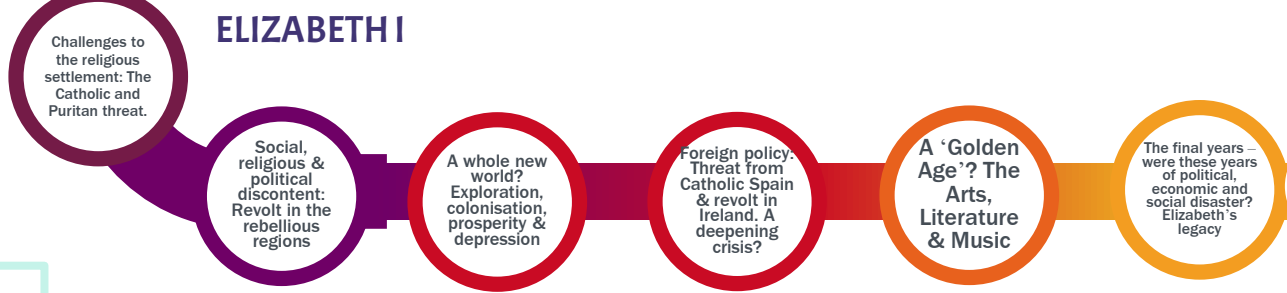 ELIZABETH I
Challenges to
the religious
settlement: The
Catholic and
Puritan threat.
Social,
religious &
political
discontent:
Revolt in the
rebellious
regions
A whole new
world?
Exploration,
colonisation,
prosperity &
depression
Foreign policy:
Threat from
Catholic Spain
& revolt in
Ireland. A
deepening
crisis?
A ‘Golden
Age’? The
Arts,
Literature
& Music
The final years –
were these years
of political,
economic and
social disaster?
Elizabeth’s
legacy